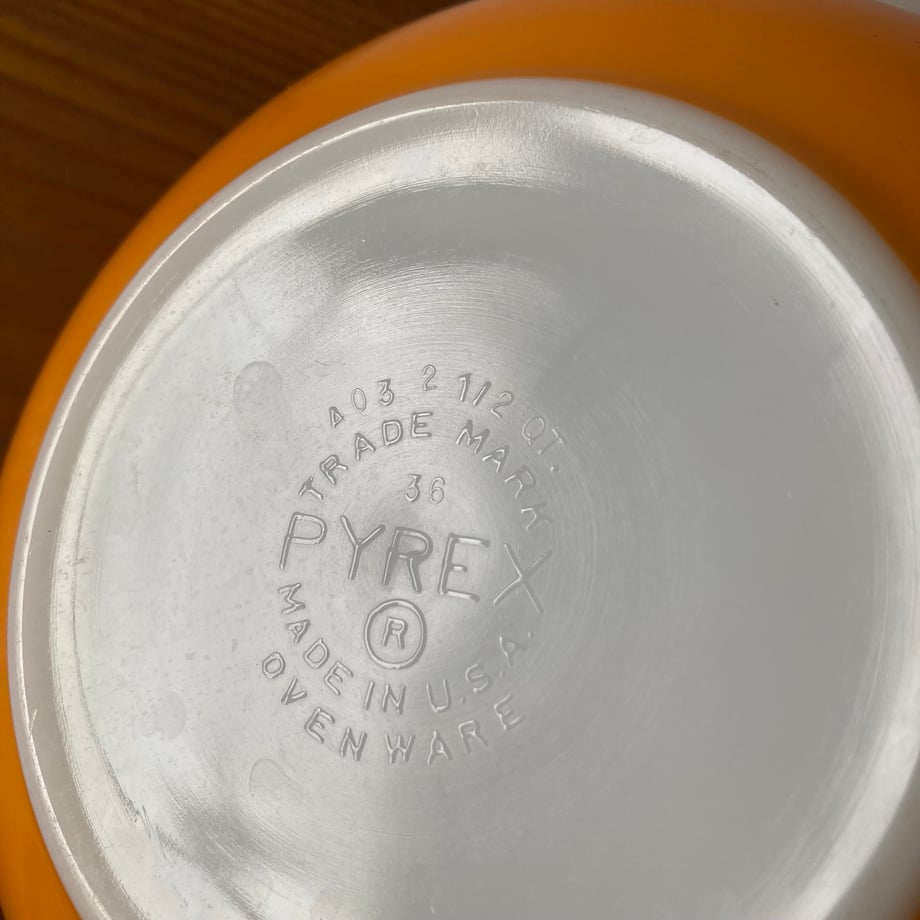 403 2 1/2 QT.
TRADE MARK
36
PYREX
®
MADE IN U.S.A.
OVENWARE